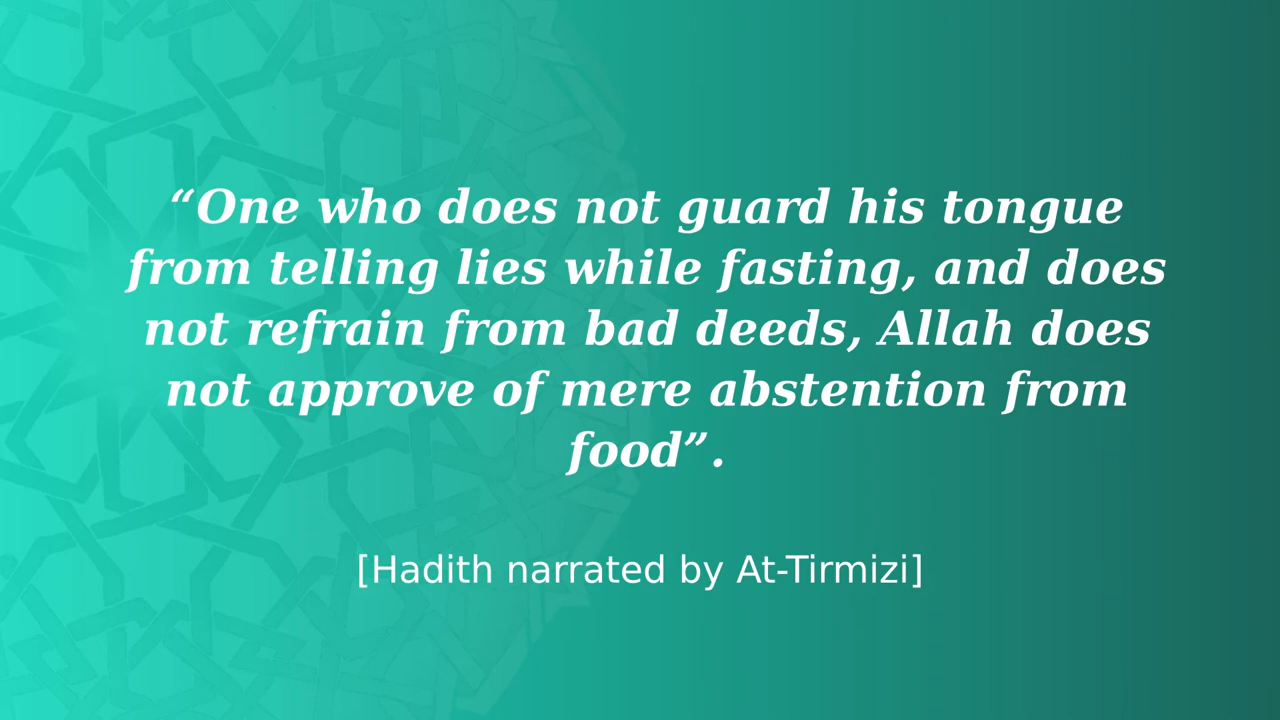 “One who does not guard his tongue
from telling lies while fasting, and does
not refrain from bad deeds, Allah does
not approve of mere abstention from
food”.
[Hadith narrated by At-Tirmizi]